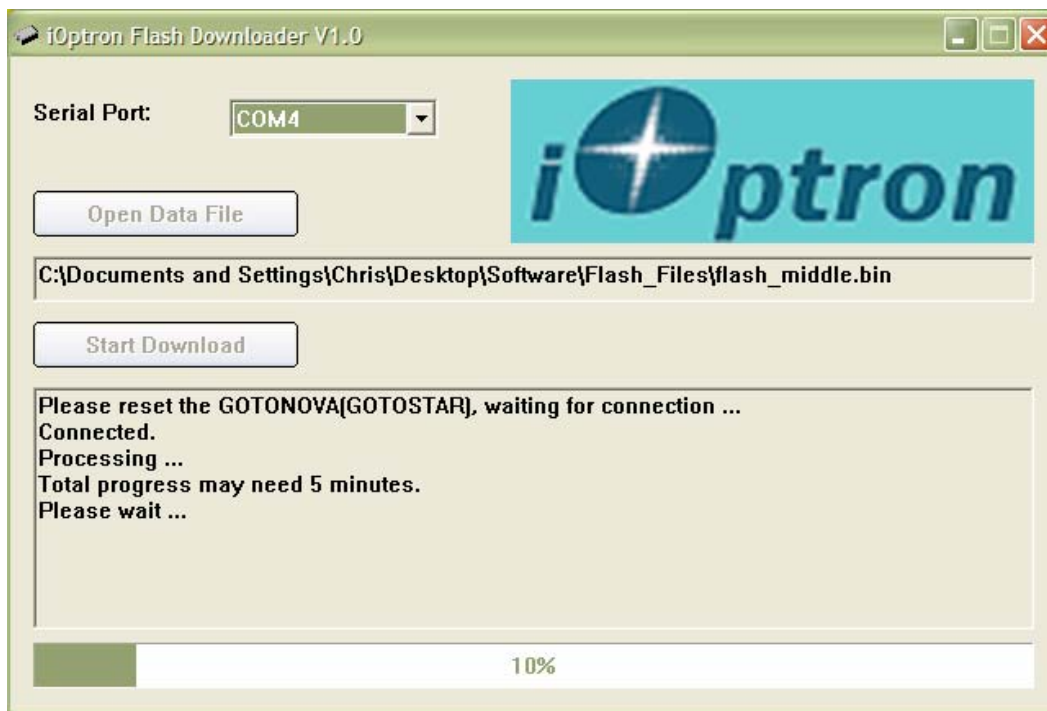 iOptron Flash Downloader V1.0
Serial Port:
COM4
iOptron
Open Data File
C:\Documents and Settings\Chris\Desktop\Software\Flash_Files\flash_middle.bin
Start Download
Please reset the GOTONOVA(GOTOSTAR), waiting for connection ...
Connected.
Processing ...
Total progress may need 5 minutes.
Please wait ...
10%